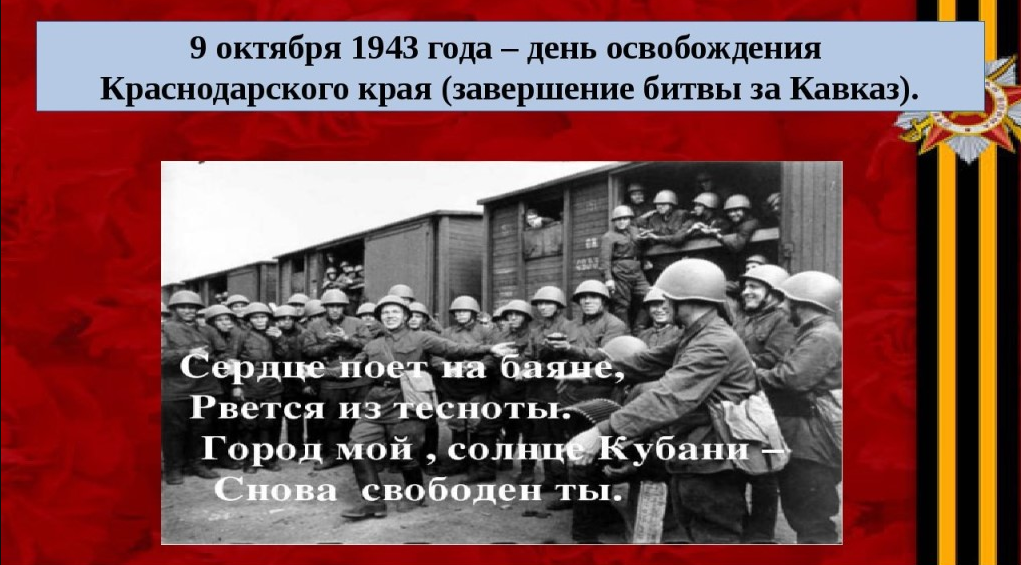 9 октября 1943 года – день освобождения
Краснодарского края (завершение битвы за Кавказ).
Сердце поет на баяне,
Рвется из тесноты.
Город мой , солнце Кубани –
Снова свободен ты.